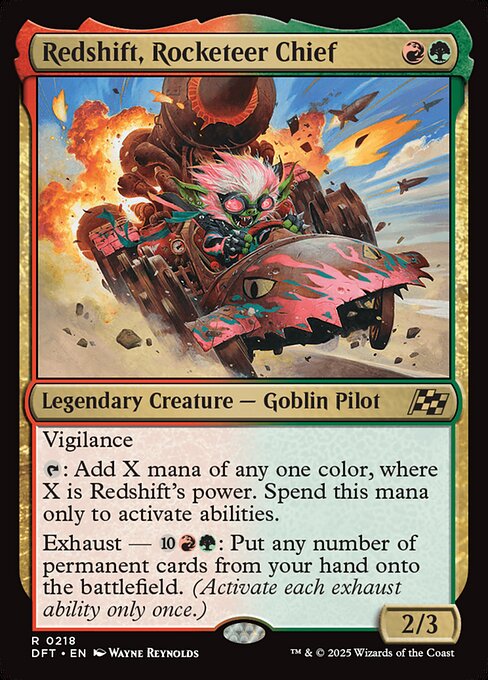 Redshift, Rocketeer Chief
Legendary Creature — Goblin Pilot
Vigilance
: Add X mana of any one color, where
X is Redshift's power. Spend this mana
only to activate abilities.
Exhaust — 10: Put any number of
permanent cards from your hand onto
the battlefield. (Activate each exhaust
ability only once.)
2/3
R 0218
DFT • EN Wayne Reynolds
™ & © 2025 Wizards of the Coast